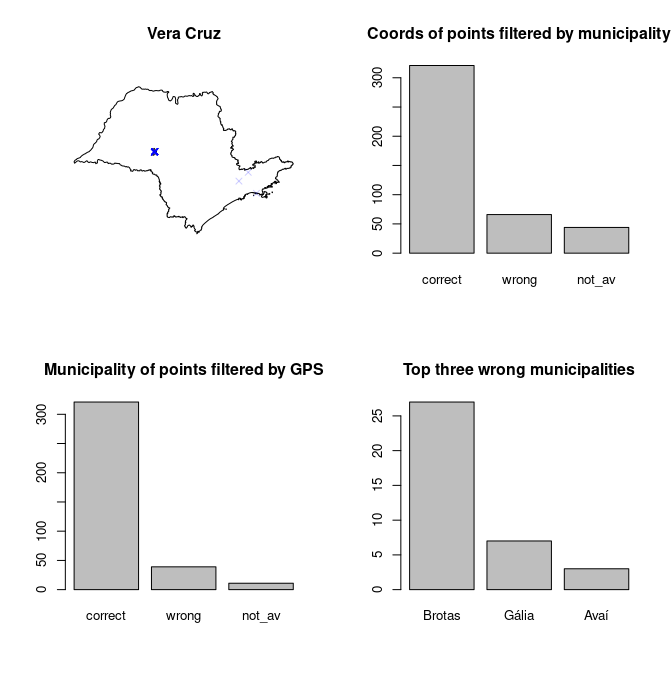 Vera Cruz
Coords of points filtered by municipality
300
200
100
50
0
correct wrong not_av
Municipality of points filtered by GPS
300
200
100
50
0
correct wrong not_av
Top three wrong municipalities
25
20
15
10
5
0
Brotas Gália Avaí